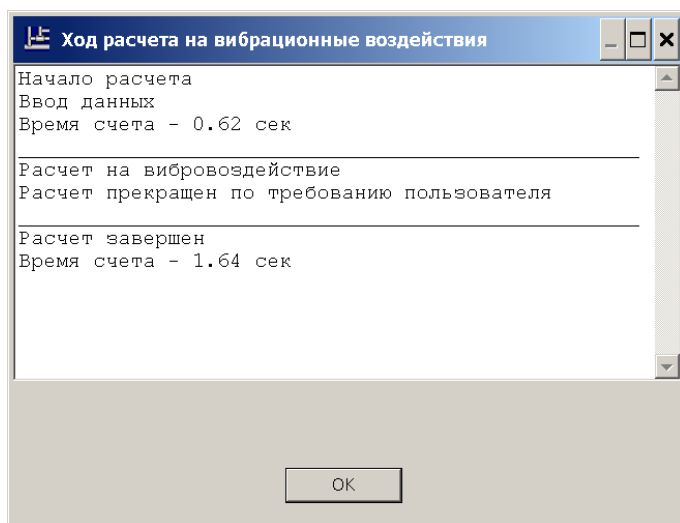 Ход расчета на вибрационные воздействия
Начало расчета
Ввод данных
Время счета - 0.62 сек
Расчет на вибровоздействие
Расчет прекращен по требованию пользователя
Расчет завершен
Время счета - 1.64 сек
OK